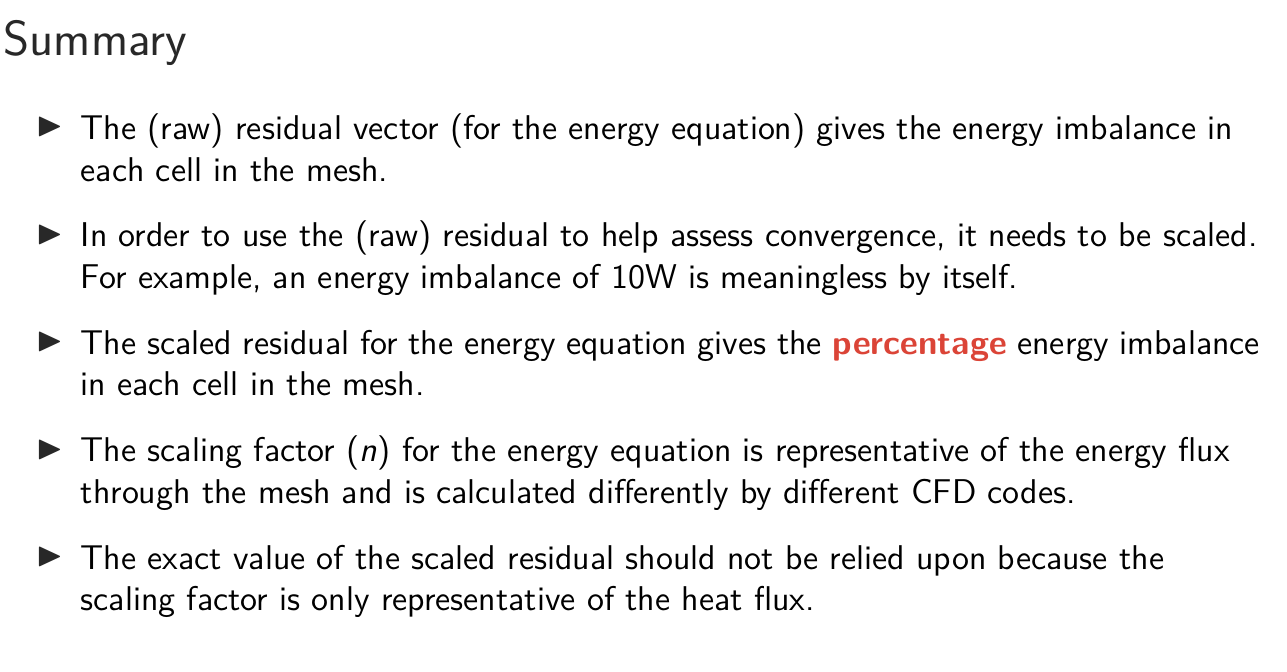 Summary
▶ The (raw) residual vector (for the energy equation) gives the energy imbalance in
each cell in the mesh.
▶ In order to use the (raw) residual to help assess convergence, it needs to be scaled.
For example, an energy imbalance of 10W is meaningless by itself.
▶ The scaled residual for the energy equation gives the percentage energy imbalance
in each cell in the mesh.
▶ The scaling factor (n) for the energy equation is representative of the energy flux
through the mesh and is calculated differently by different CFD codes.
▶ The exact value of the scaled residual should not be relied upon because the
scaling factor is only representative of the heat flux.